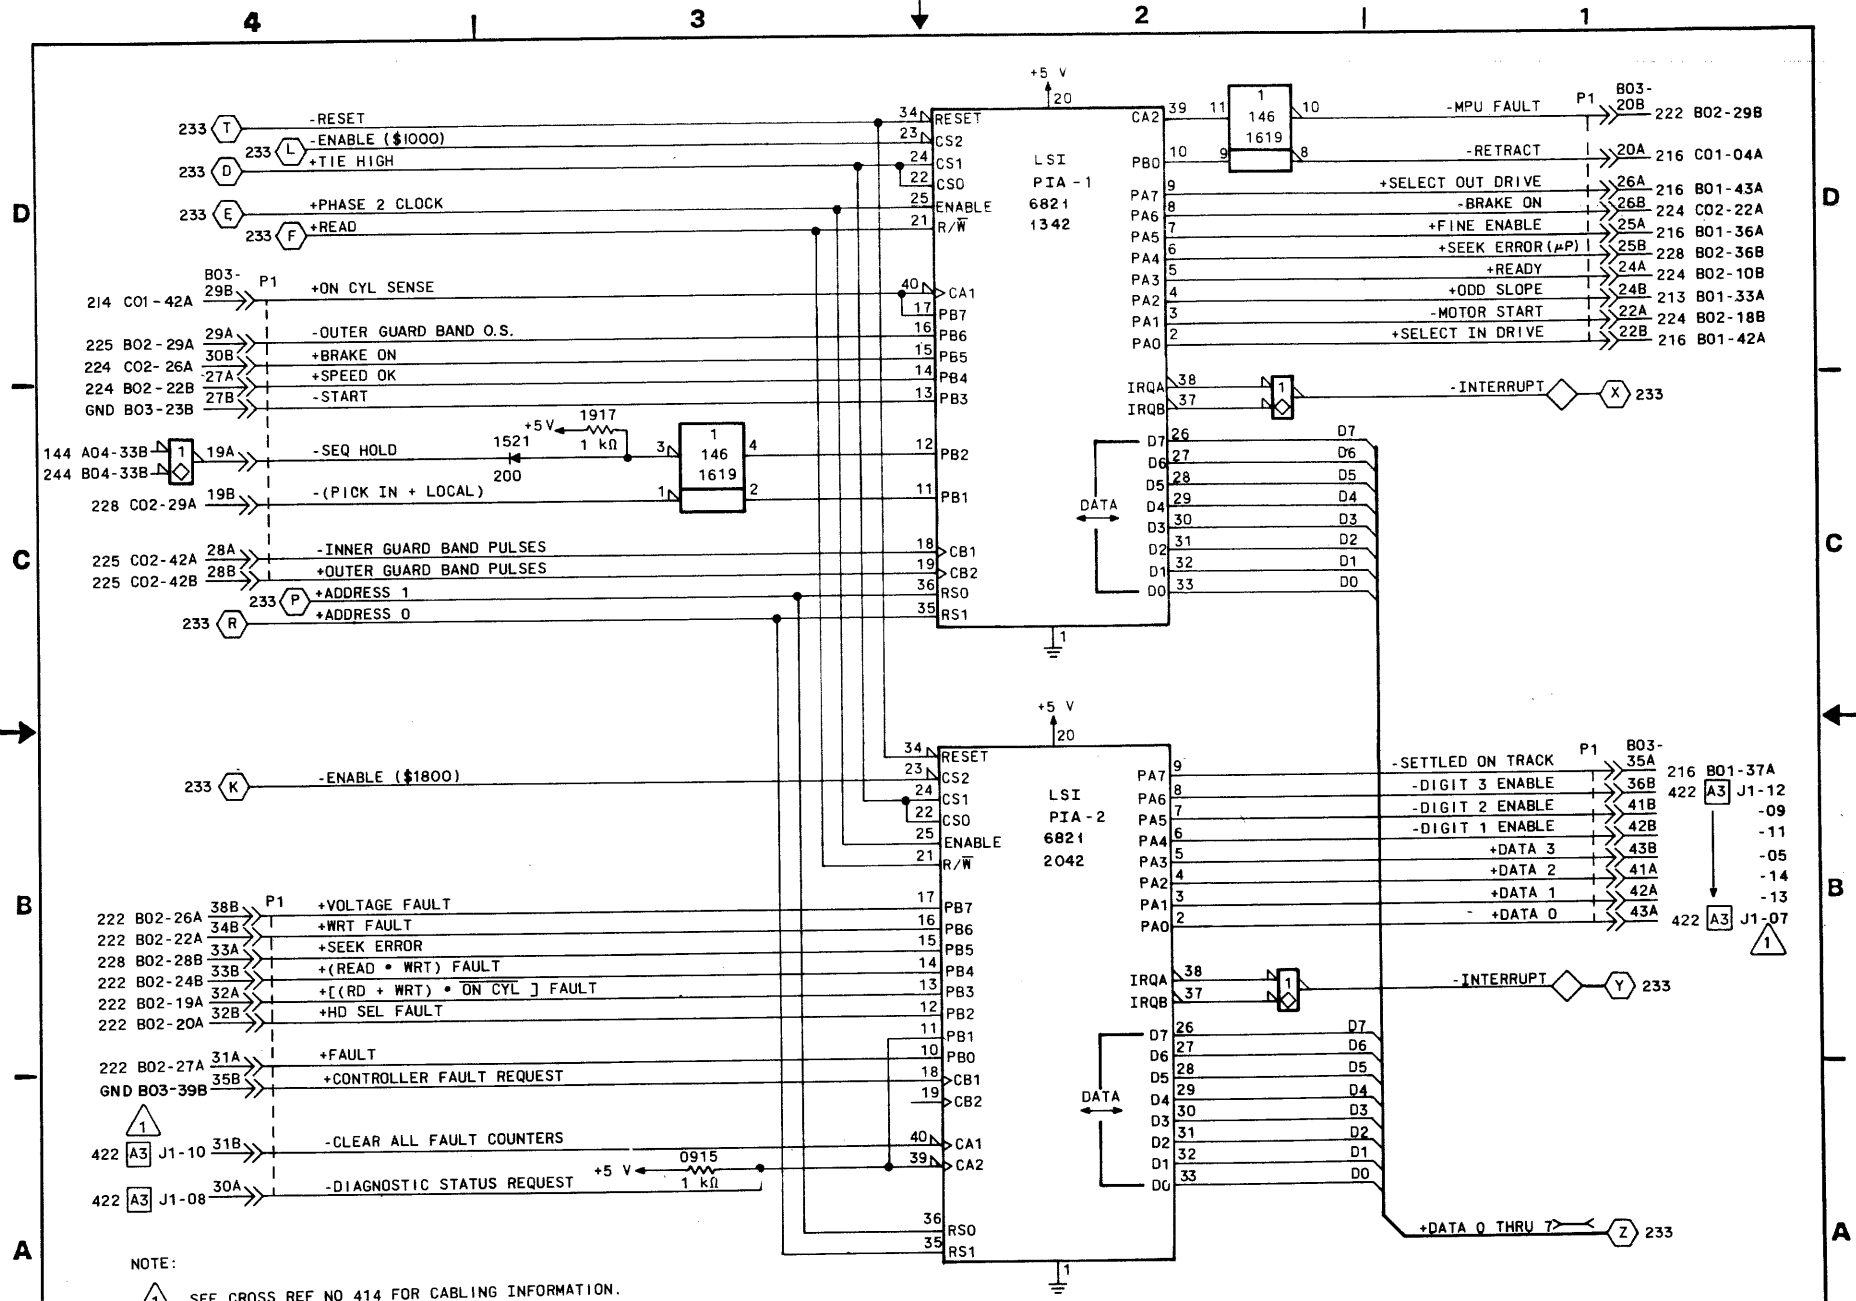 4 3 2 1
+5 V
20
B03-
233 T -RESET 34 RESET CA2 39 11 1 146 1619 10 -MPU FAULT P1 20B 222 B02-29B
233 L -ENABLE ($1000) 23 CS2
233 D +TIE HIGH 24 CS1 LSI PB0 10 9 8 -RETRACT 20A 216 C01-04A
22 CS0 PIA-1 PA7 9 +SELECT OUT DRIVE 26A 216 B01-43A
D 233 E +PHASE 2 CLOCK 25 ENABLE 6821 PA6 8 -BRAKE ON 26B 224 C02-22A D
233 F +READ 21 R/W̅ 1342 PA5 7 +FINE ENABLE 25A 216 B01-36A
PA4 6 +SEEK ERROR(µP) 25B 228 B02-36B
B03- P1 PA3 5 +READY 24A 224 B02-10B
214 C01-42A 29B +ON CYL SENSE 40 CA1 PA2 4 +ODD SLOPE 24B 213 B01-33A
17 PB7 PA1 3 -MOTOR START 22A 224 B02-18B
225 B02-29A 29A -OUTER GUARD BAND O.S. 16 PB6 PA0 2 +SELECT IN DRIVE 22B 216 B01-42A
224 C02-26A 30B +BRAKE ON 15 PB5
224 B02-22B 27A +SPEED OK 14 PB4 IRQA 38 1 -INTERRUPT X 233
GND B03-23B 27B -START 13 PB3 IRQB 37
+5V 1917 1 kΩ
D7 26 D7
144 A04-33B 1 19A -SEQ HOLD 1521 200 3 1 146 1619 4 12 PB2 D6 27 D6
244 B04-33B
D5 28 D5
228 C02-29A 19B -(PICK IN + LOCAL) 1 2 11 PB1 D4 29 D4
DATA D3 30 D3
C 225 C02-42A 28A -INNER GUARD BAND PULSES 18 CB1 D2 31 D2 C
225 C02-42B 28B +OUTER GUARD BAND PULSES 19 CB2 D1 32 D1
233 P +ADDRESS 1 36 RS0 D0 33 D0
233 R +ADDRESS 0 35 RS1
1
+5 V
20
P1 B03-
34 RESET PA7 9 -SETTLED ON TRACK 35A 216 B01-37A
233 K -ENABLE ($1800) 23 CS2 PA6 8 -DIGIT 3 ENABLE 36B 422 A3 J1-12
24 CS1 LSI PA5 7 -DIGIT 2 ENABLE 41B -09
22 CS0 PIA-2 PA4 6 -DIGIT 1 ENABLE 42B -11
25 ENABLE 6821 PA3 5 +DATA 3 43B -05
21 R/W̅ 2042 PA2 4 +DATA 2 41A -14
B P1 PA1 3 +DATA 1 42A -13 B
222 B02-26A 38B +VOLTAGE FAULT 17 PB7 PA0 2 +DATA 0 43A 422 A3 J1-07
222 B02-22A 34B +WRT FAULT 16 PB6 1
228 B02-28B 33A +SEEK ERROR 15 PB5
222 B02-24B 33B +(READ • WRT) FAULT 14 PB4 IRQA 38 1 -INTERRUPT Y 233
222 B02-19A 32A +[(RD + WRT) • O̅N̅ ̅C̅Y̅L̅ ] FAULT 13 PB3 IRQB 37
222 B02-20A 32B +HD SEL FAULT 12 PB2
11 PB1 D7 26 D7
222 B02-27A 31A +FAULT 10 PB0 D6 27 D6
GND B03-39B 35B +CONTROLLER FAULT REQUEST 18 CB1 D5 28 D5
19 CB2 DATA D4 29 D4
1 D3 30 D3
422 A3 J1-10 31B -CLEAR ALL FAULT COUNTERS 40 CA1 D2 31 D2
+5 V 0915 1 kΩ 39 CA2 D1 32 D1
422 A3 J1-08 30A -DIAGNOSTIC STATUS REQUEST D0 33 D0
36 RS0 +DATA 0 THRU 7 Z 233
A 35 RS1 A
1
NOTE:
1 SEE CROSS REF NO 414 FOR CABLING INFORMATION.